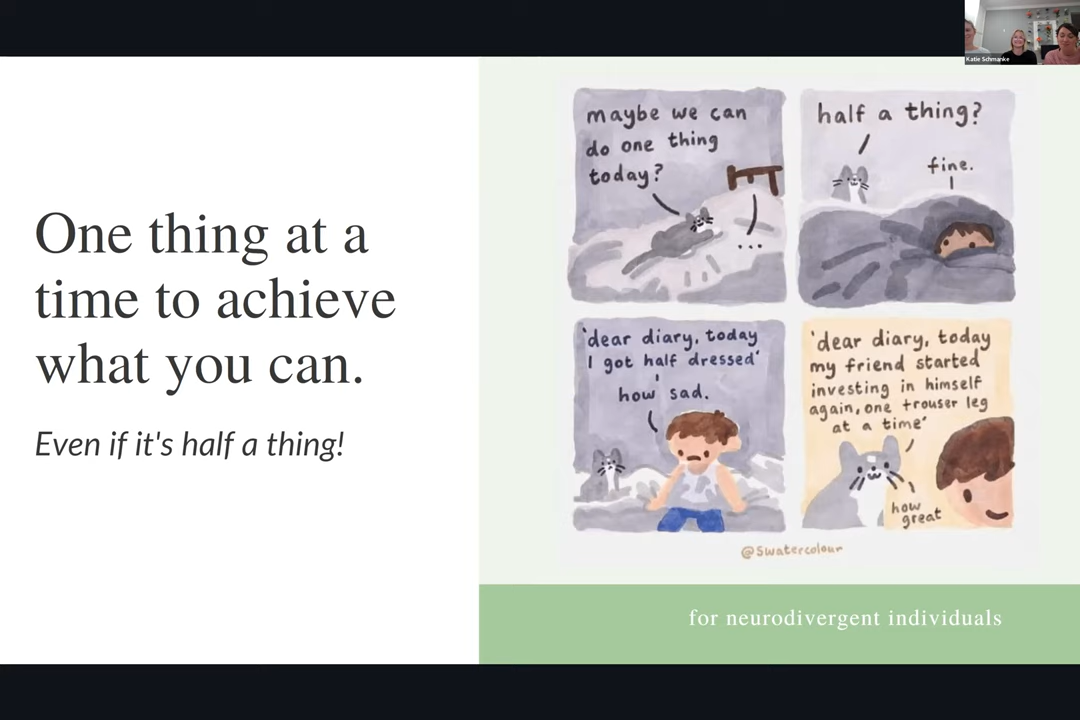 Katie Schmanke
One thing at a
time to achieve
what you can.
Even if it's half a thing!
maybe we can
do one thing
today?
...
half a thing?
fine.
'dear diary, today
I got half dressed'
how sad.
'dear diary, today
my friend started
investing in himself
again, one trouser leg
at a time'
how
great
@Swatercolour
for neurodivergent individuals